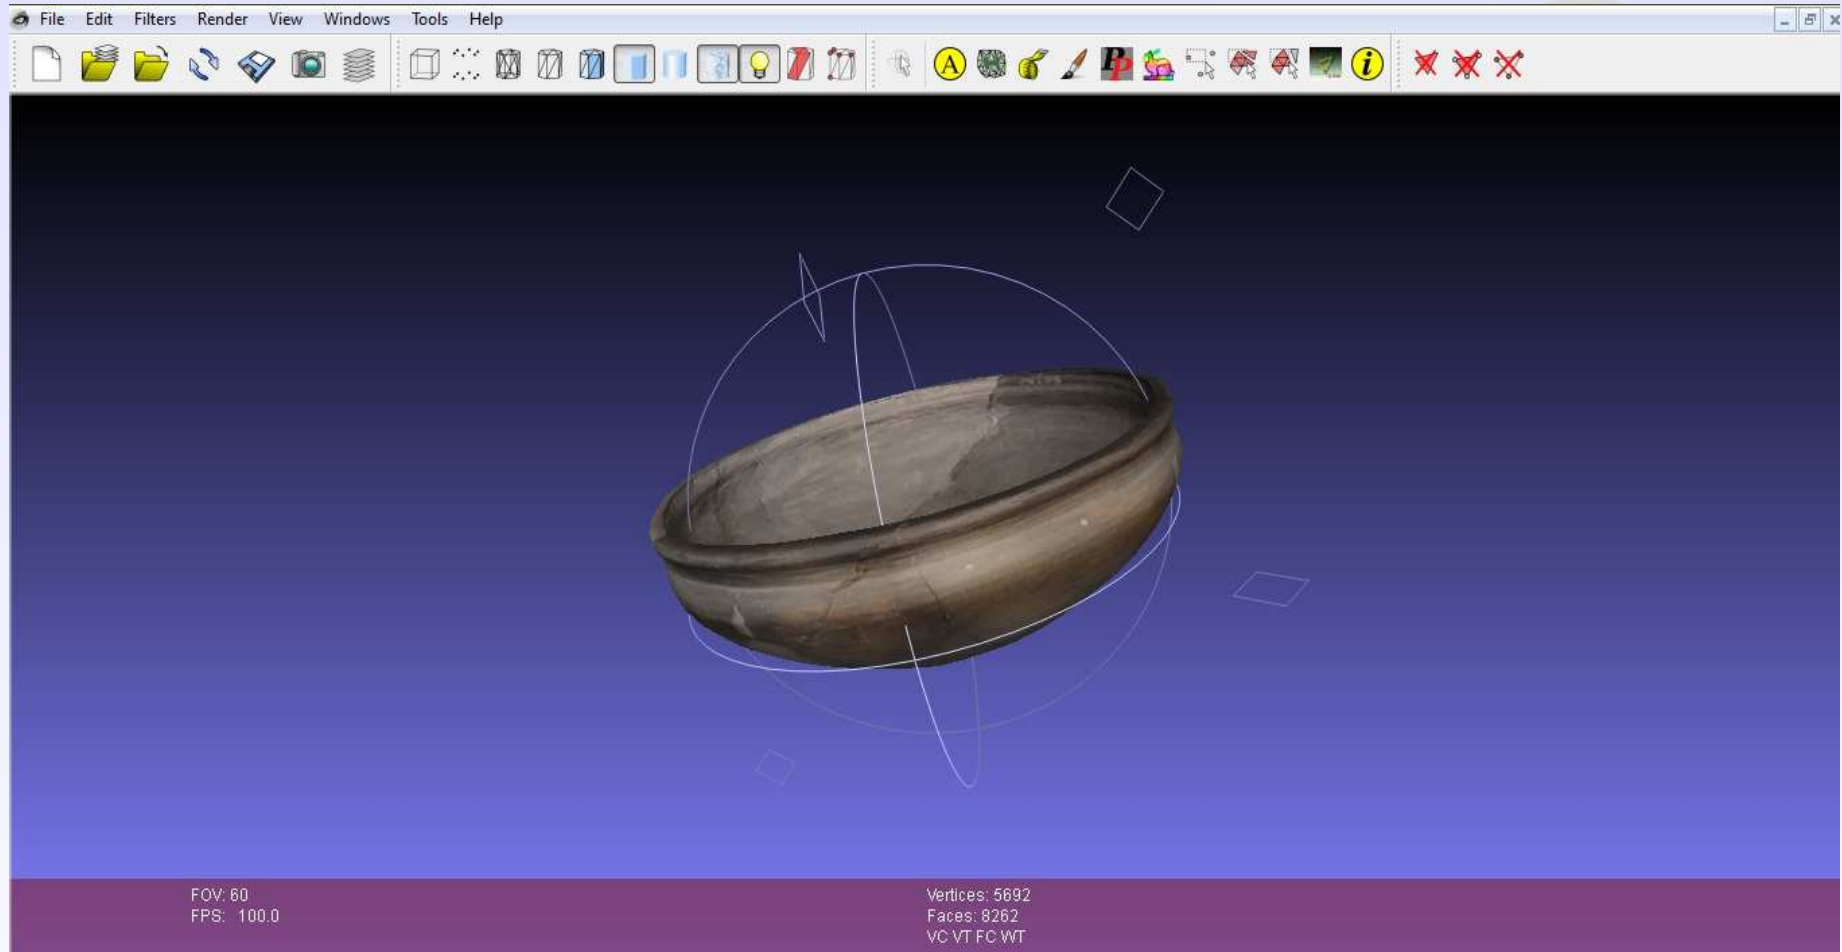 File Edit Filters Render View Windows Tools Help
A
PP
i
FOV: 60
FPS: 100.0
Vertices: 5692
Faces: 8262
VC VT FC WT